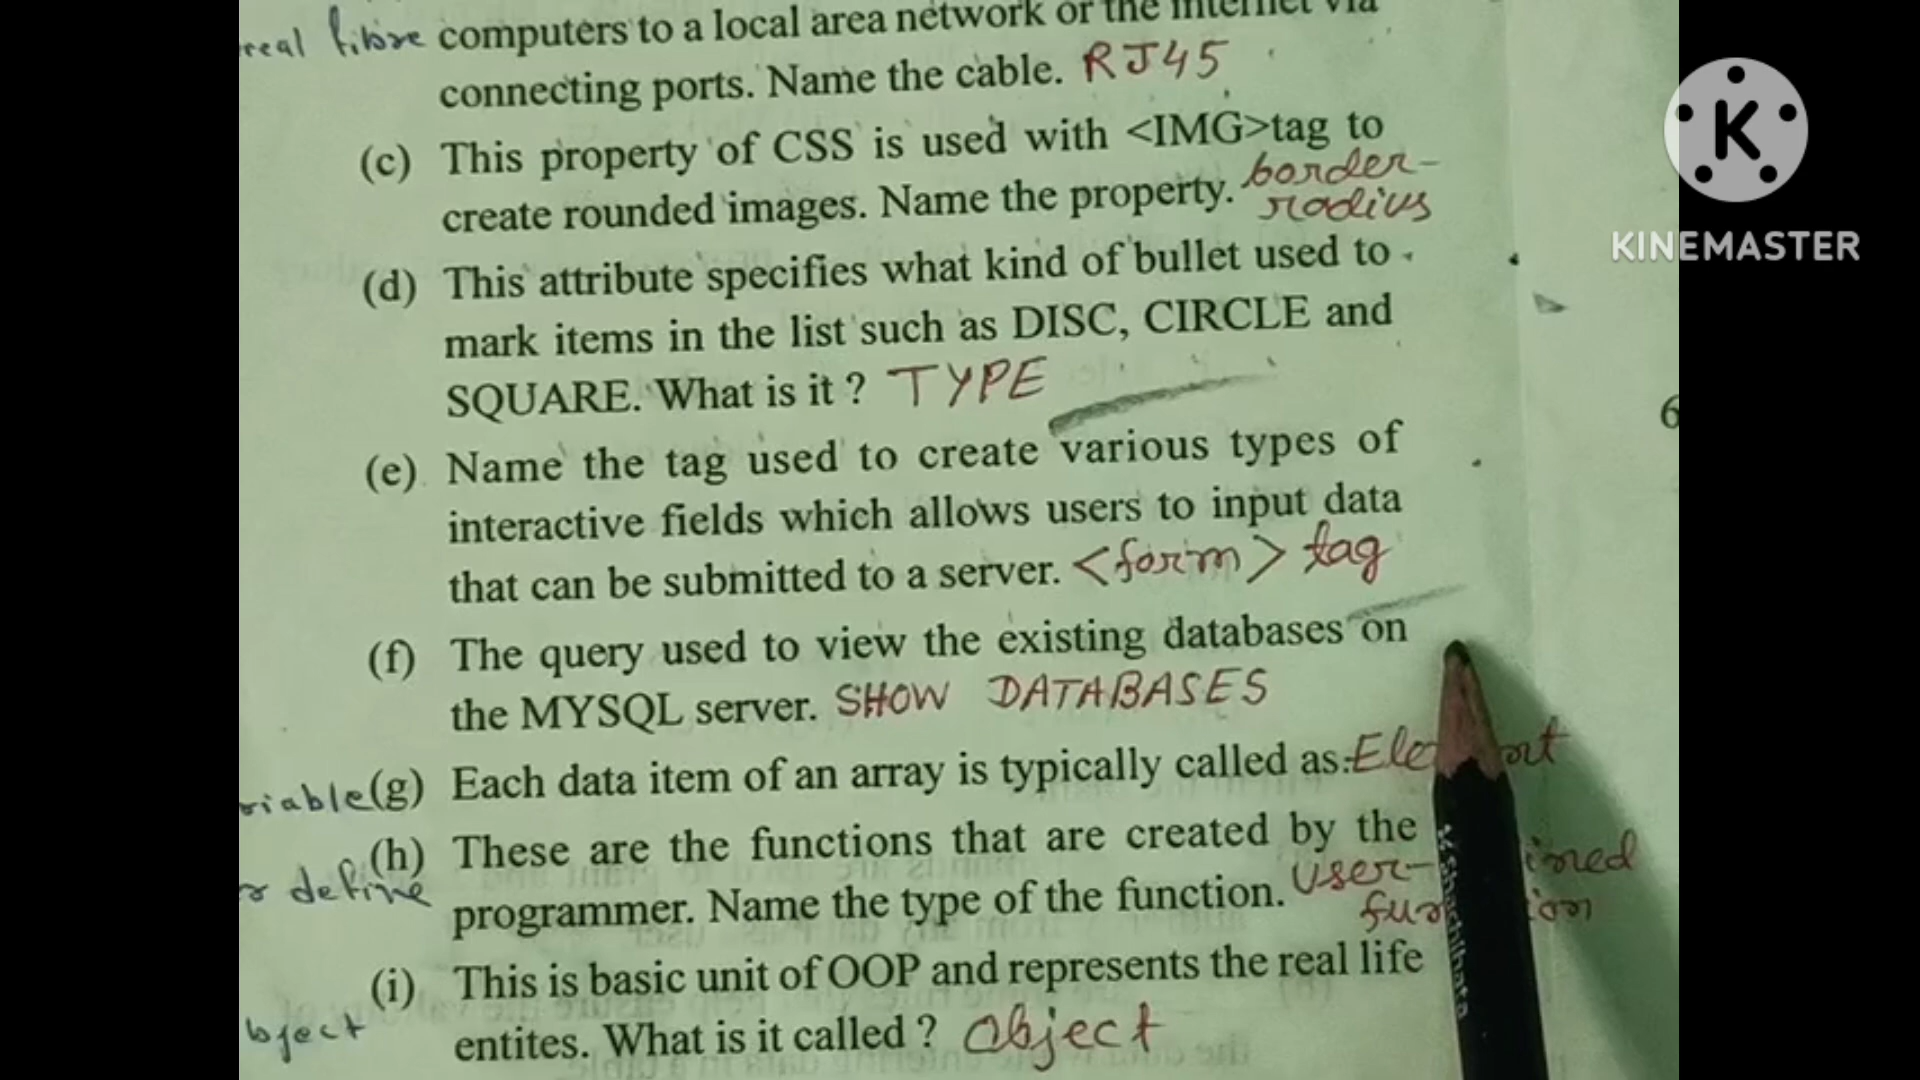 real fibre computers to a local area network or the internet via
connecting ports. Name the cable. RJ45
(c) This property of CSS is used with <IMG>tag to
create rounded images. Name the property. border-
radius
(d) This attribute specifies what kind of bullet used to
mark items in the list such as DISC, CIRCLE and
SQUARE. What is it ? TYPE
(e) Name the tag used to create various types of
interactive fields which allows users to input data
that can be submitted to a server. <form> tag
(f) The query used to view the existing databases on
the MYSQL server. SHOW DATABASES
riable (g) Each data item of an array is typically called as:-
(h) These are the functions that are created by the
define programmer. Name the type of the function. user-
(i) This is basic unit of OOP and represents the real life
bject entites. What is it called ? Object
6
K
KINEMASTER